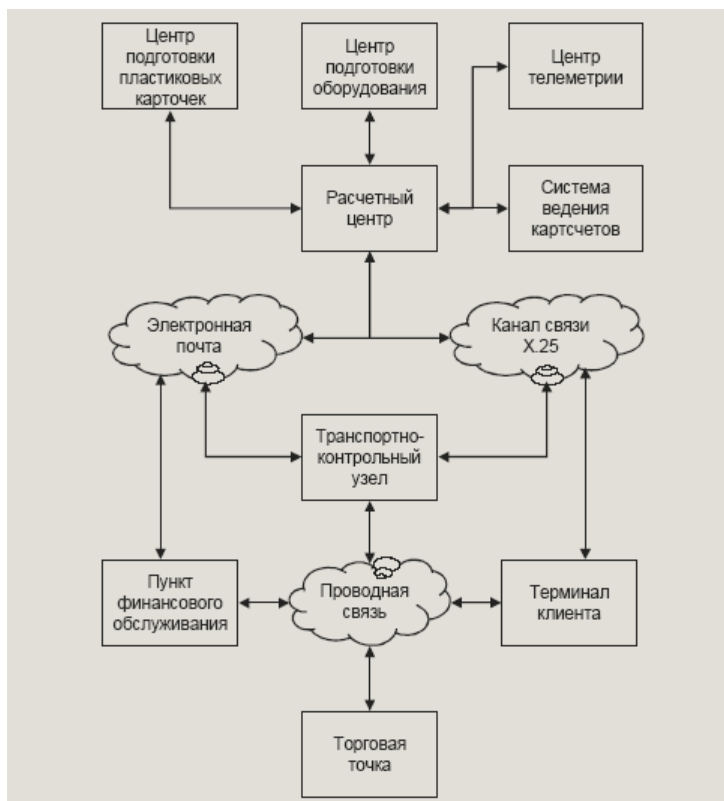 Центр
подготовки
пластиковых
карточек
Центр
подготовки
оборудования
Центр
телеметрии
Расчетный
центр
Система
ведения
картсчетов
Электронная
почта
Канал связи
X.25
Транспортно-
контрольный
узел
Пункт
финансового
обслуживания
Проводная
связь
Терминал
клиента
Торговая
точка